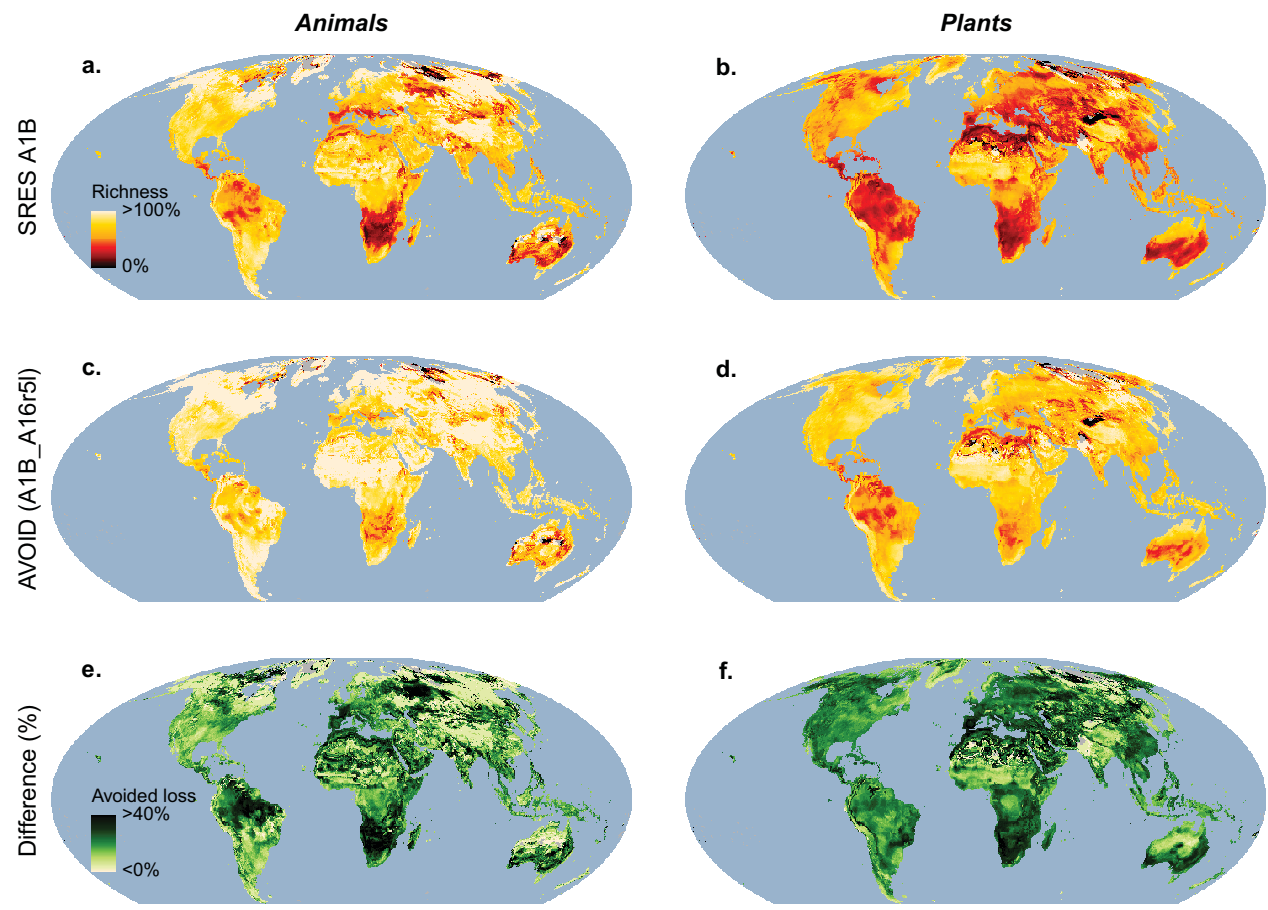 Animals
Plants
a.
b.
SRES A1B
Richness
>100%
0%
c.
d.
AVOID (A1B_A16r5l)
e.
f.
Difference (%)
Avoided loss
>40%
<0%